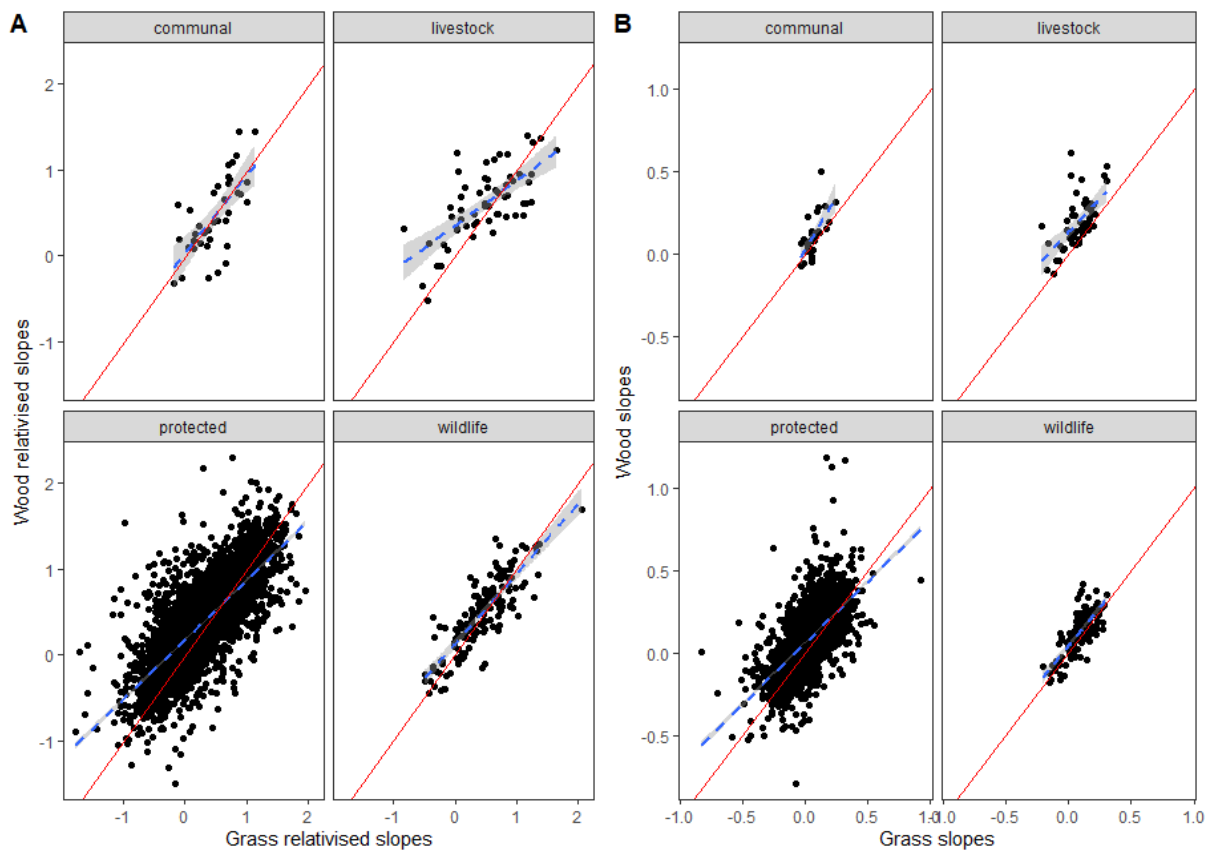 A
B
communal
livestock
communal
livestock
2
1
0
-1
1.0
0.5
0.0
-0.5
Wood relativised slopes
Wood slopes
protected
wildlife
protected
wildlife
2
1
0
-1
1.0
0.5
0.0
-0.5
-1 0 1 2 -1 0 1 2
-1.0 -0.5 0.0 0.5 1.0 -0.5 0.0 0.5 1.0
Grass relativised slopes
Grass slopes